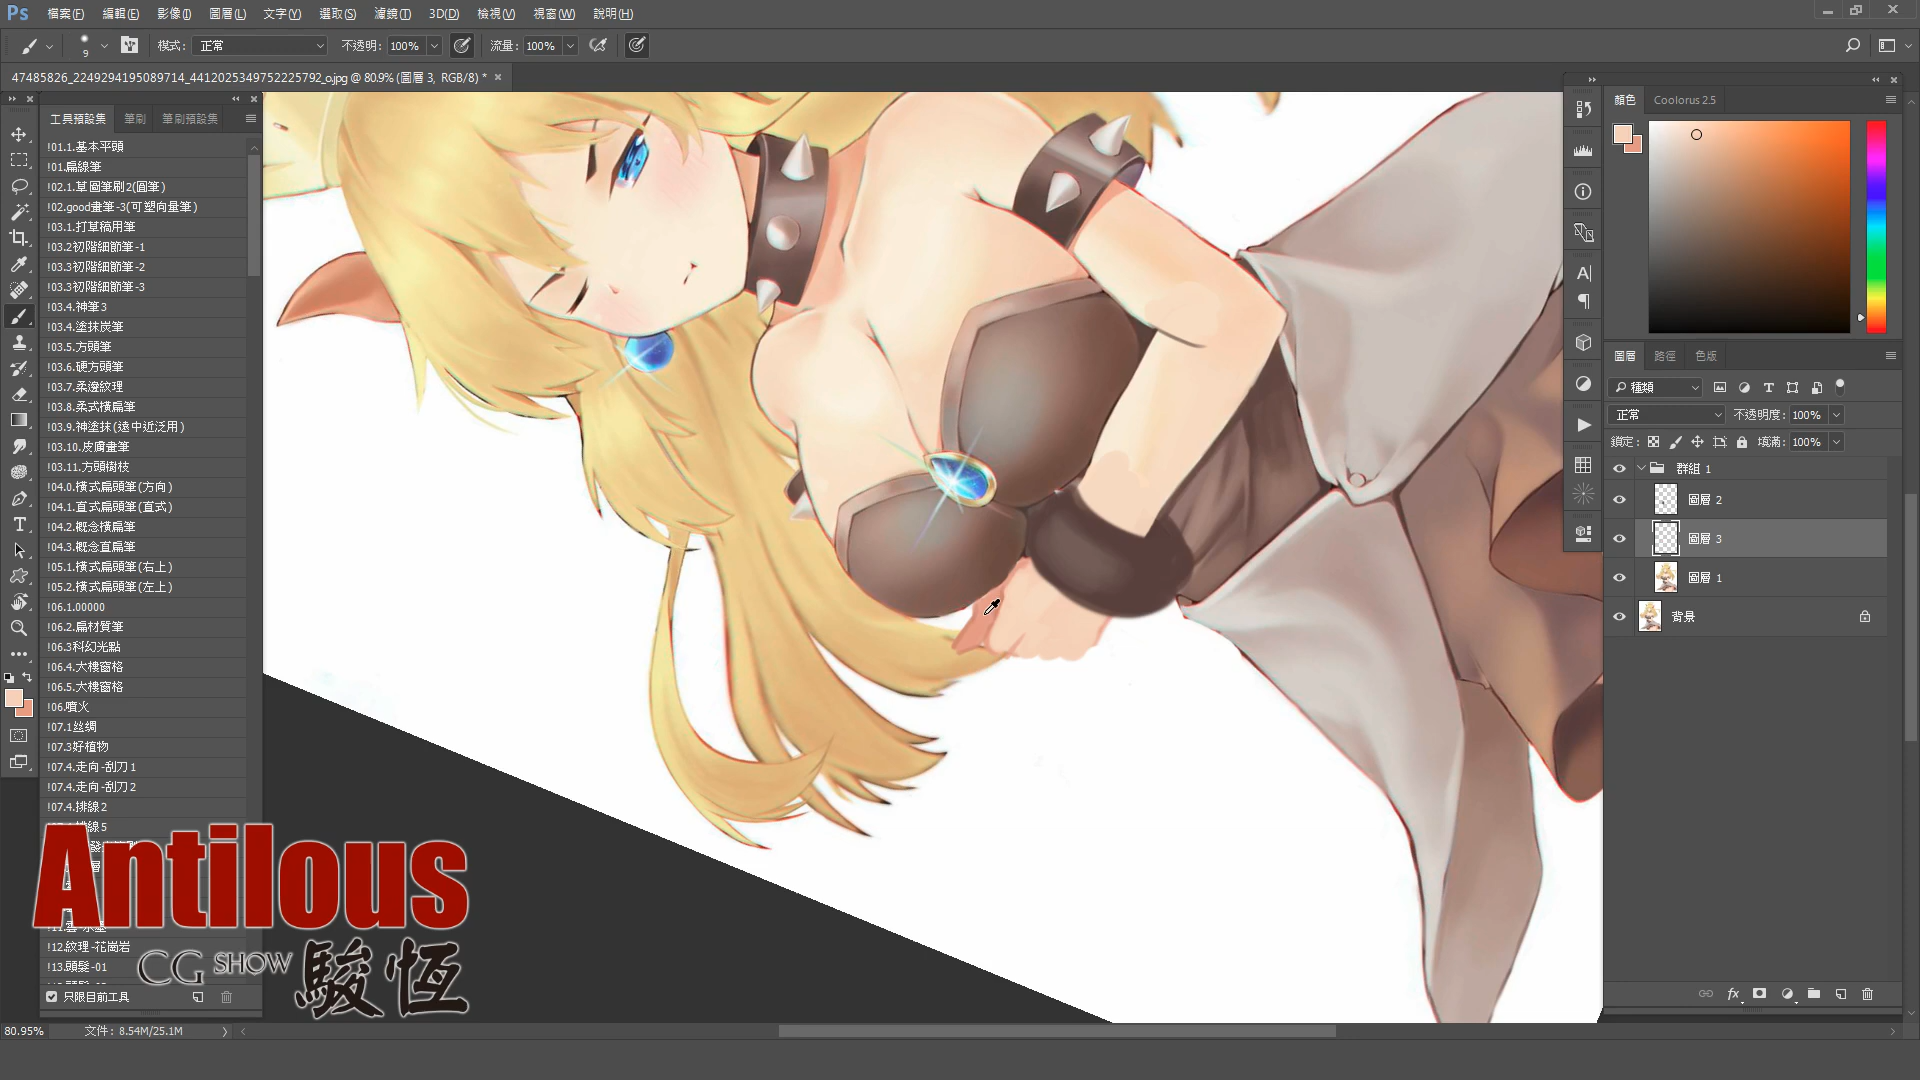 Ps 檔案(F) 編輯(E) 影像(I) 圖層(L) 文字(Y) 選取(S) 濾鏡(T) 3D(D) 檢視(V) 視窗(W) 說明(H)
9 模式: 正常 不透明: 100% 流量: 100%
47485826_2249294195089714_4412025349752225792_o.jpg @ 80.9% (圖層 3, RGB/8) *
工具預設集 筆刷 筆刷預設集
!01.1.基本平頭
!01.扁線筆
!02.1.草圖筆刷2(圓筆)
!02.good畫筆-3(可塑向量筆)
!03.1.打草稿用筆
!03.2初階細節筆-1
!03.3初階細節筆-2
!03.3初階細節筆-3
!03.4.神筆3
!03.4.塗抹炭筆
!03.5.方頭筆
!03.6.硬方頭筆
!03.7.柔邊紋理
!03.8.柔式橫扁筆
!03.9.神塗抹(遠中近泛用)
!03.10.皮膚畫筆
!03.11.方頭樹枝
!04.0.橫式扁頭筆(方向)
!04.1.直式扁頭筆(直式)
!04.2.概念橫扁筆
!04.3.概念直扁筆
!05.1.橫式扁頭筆(右上)
!05.2.橫式扁頭筆(左上)
!06.1.00000
!06.2.扁材質筆
!06.3科幻光點
!06.4.大樓窗格
!06.5.大樓窗格
!06.噴火
!07.1丝绸
!07.3好植物
!07.4.走向-刮刀1
!07.4.走向-刮刀2
!07.4.排線2
排線5
!12.紋理-花崗岩
!13.頭髮-01
只限目前工具
Antilous
CG SHOW 駿恆
80.95% 文件: 8.54M/25.1M
顏色 Coolorus 2.5
圖層 路徑 色版
種類
正常 不透明度: 100%
鎖定: 填滿: 100%
群組 1
圖層 2
圖層 3
圖層 1
背景
fx